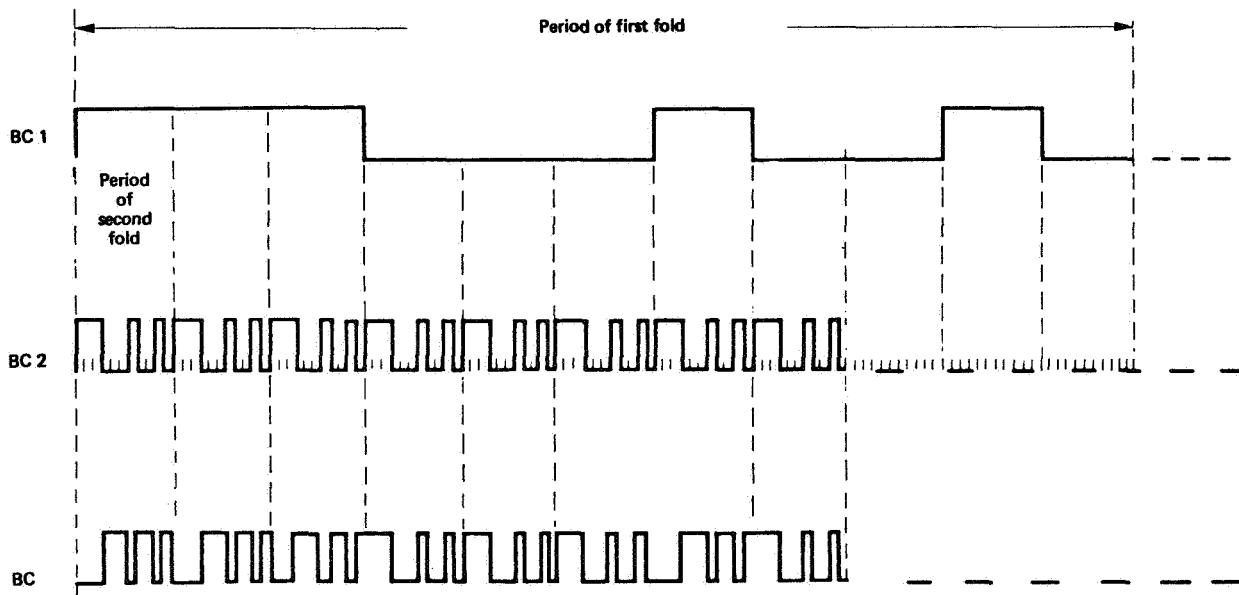 Period of first fold
BC 1
Period
of
second
fold
BC 2
BC